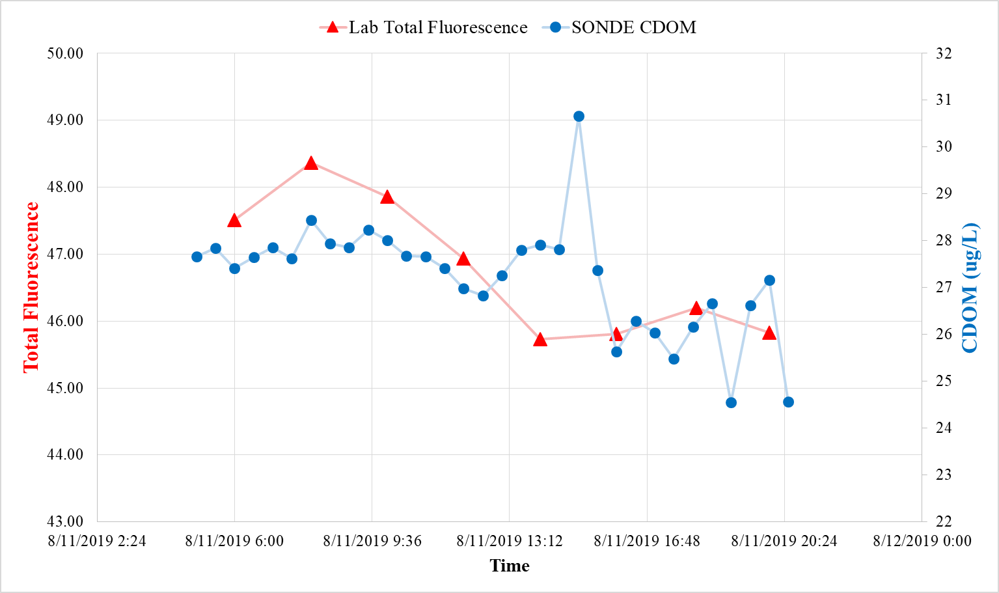 Lab Total Fluorescence SONDE CDOM
50.00 32
31
49.00
30
48.00 29
28
47.00
27
46.00 26
45.00 25
24
44.00
23
43.00 22
Total Fluorescence
CDOM (ug/L)
8/11/2019 2:24 8/11/2019 6:00 8/11/2019 9:36 8/11/2019 13:12 8/11/2019 16:48 8/11/2019 20:24 8/12/2019 0:00
Time